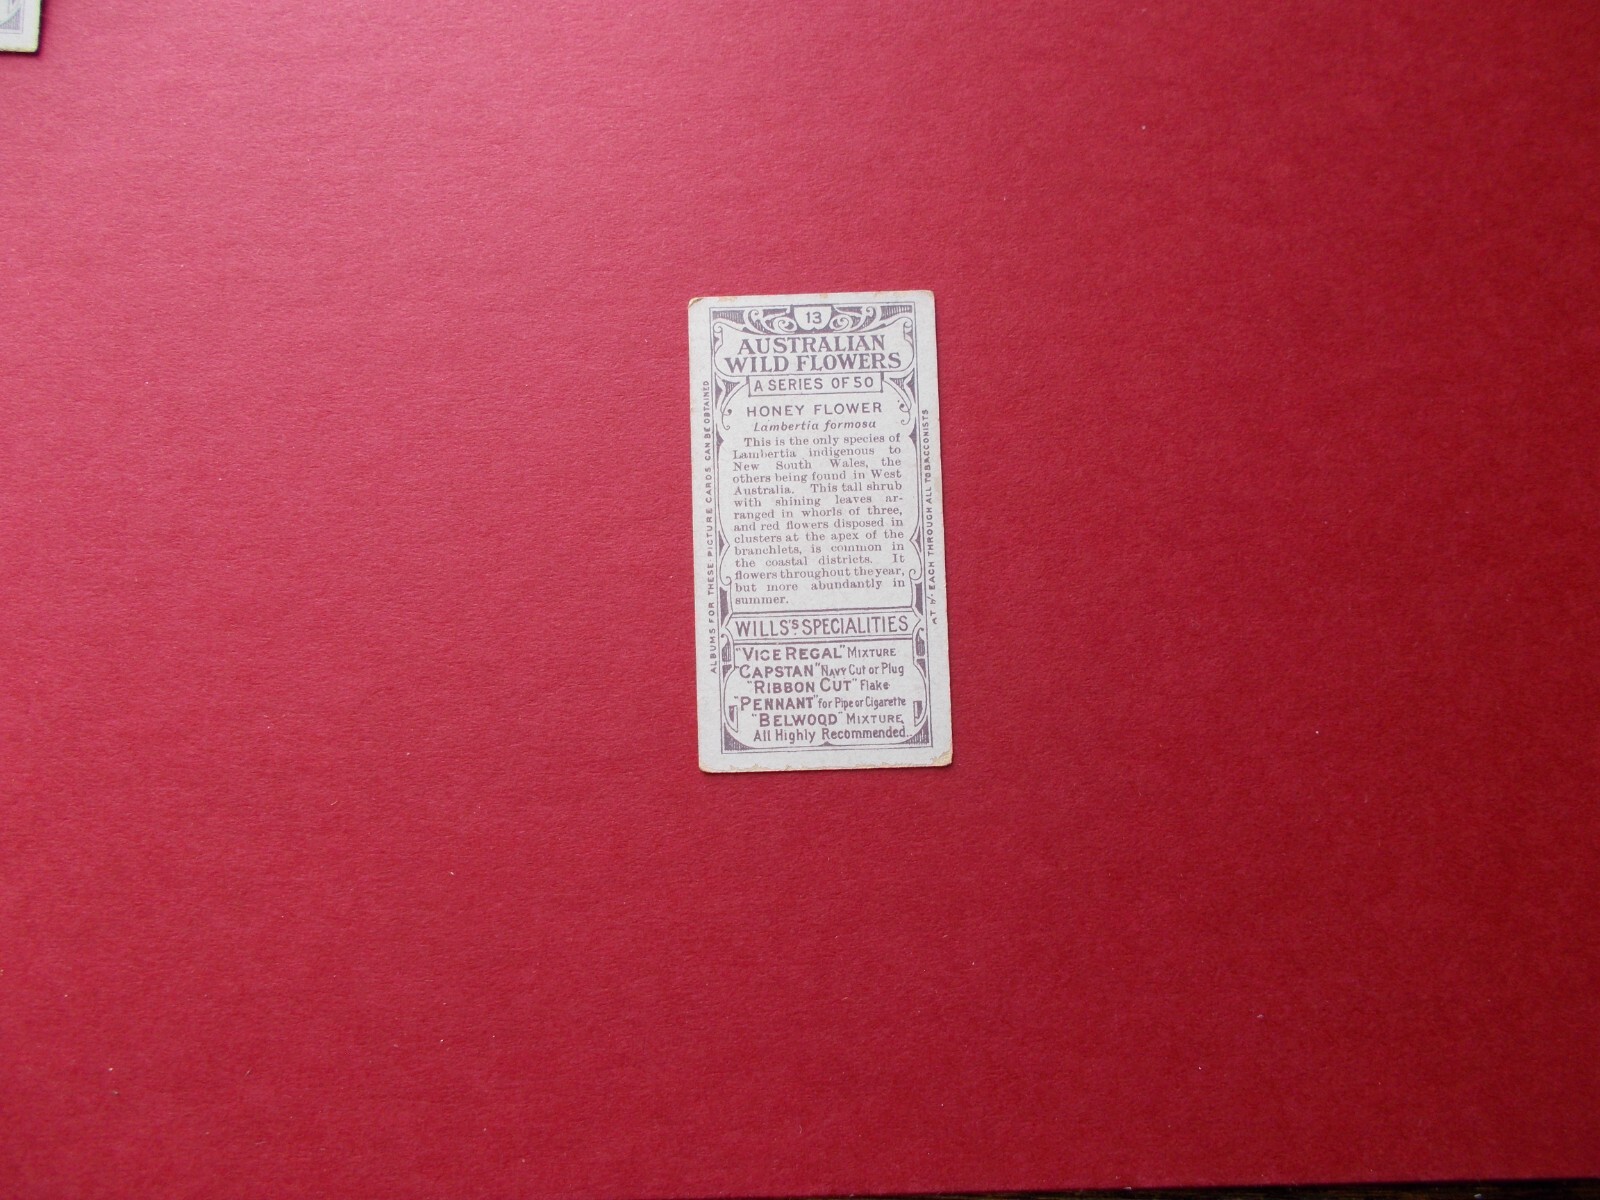 13
AUSTRALIAN
WILD FLOWERS
A SERIES OF 50
HONEY FLOWER
Lambertia formosa
This is the only species of
Lambertia indigenous to
New South Wales, the
others being found in West
Australia. This tall shrub
with shining leaves ar-
ranged in whorls of three,
and red flowers disposed in
clusters at the apex of the
branchlets, is common in
the coastal districts. It
flowers throughout the year,
but more abundantly in
summer.
WILLS'S SPECIALITIES
"VICE REGAL" MIXTURE
"CAPSTAN" NAVY Cut or Plug
"RIBBON CUT" Flake
"PENNANT" for Pipe or Cigarette
"BELWOOD" MIXTURE
All Highly Recommended.
ALBUMS FOR THESE PICTURE CARDS CAN BE OBTAINED
AT 1/- EACH THROUGH ALL TOBACCONISTS